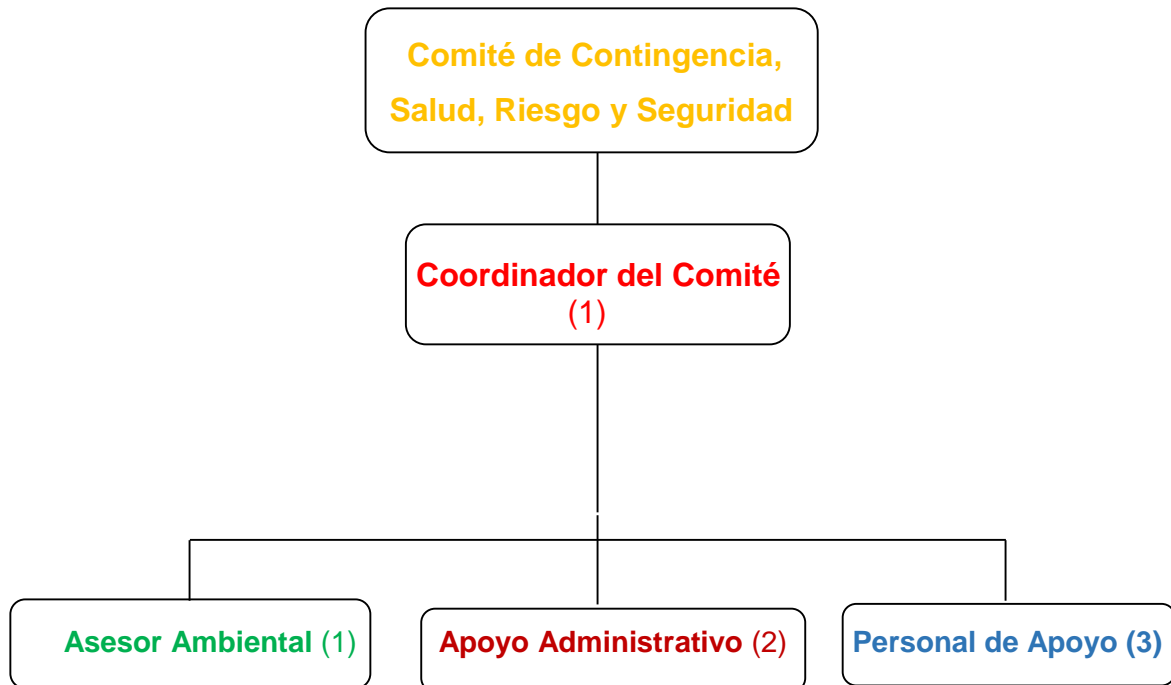 Comité de Contingencia,
Salud, Riesgo y Seguridad
Coordinador del Comité
(1)
Asesor Ambiental (1)
Apoyo Administrativo (2)
Personal de Apoyo (3)